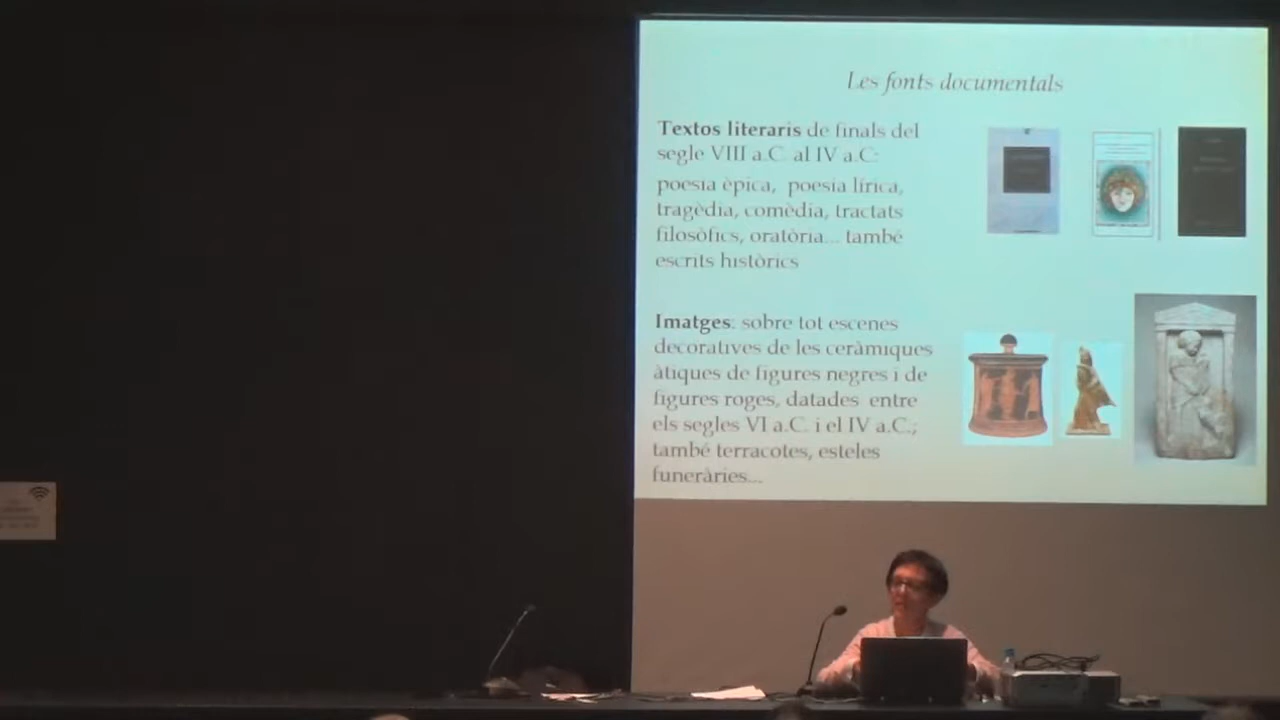 Les fonts documentals
Textos literaris de finals del
segle VIII a.C. al IV a.C:
poesia èpica, poesia lírica,
tragèdia, comèdia, tractats
filosòfics, oratòria... també
escrits històrics
Imatges: sobre tot escenes
decoratives de les ceràmiques
àtiques de figures negres i de
figures roges, datades entre
els segles VI a.C. i el IV a.C.;
també terracotes, esteles
funeràries...